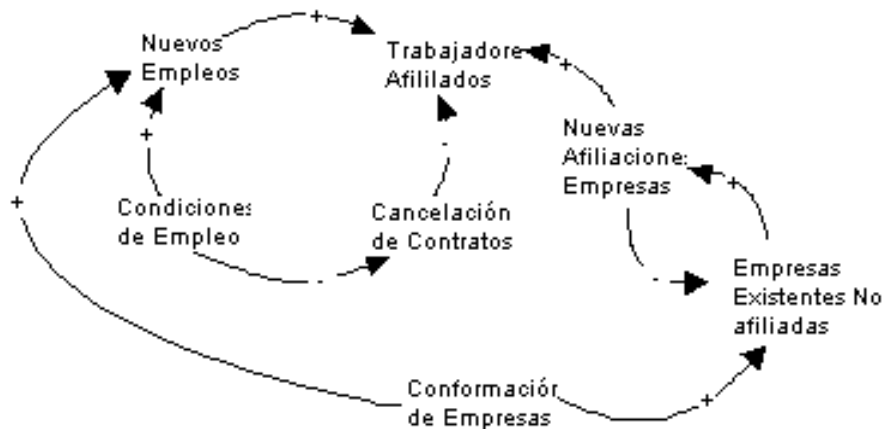 Nuevos
Empleos
+
Trabajadore
Afililados
+
+
-
Nuevas
Afiliacione
Empresas
+
+
Condiciones
de Empleo
Cancelación
de Contratos
-
-
Empresas
Existentes No
afiliadas
Conformación
de Empresas
+